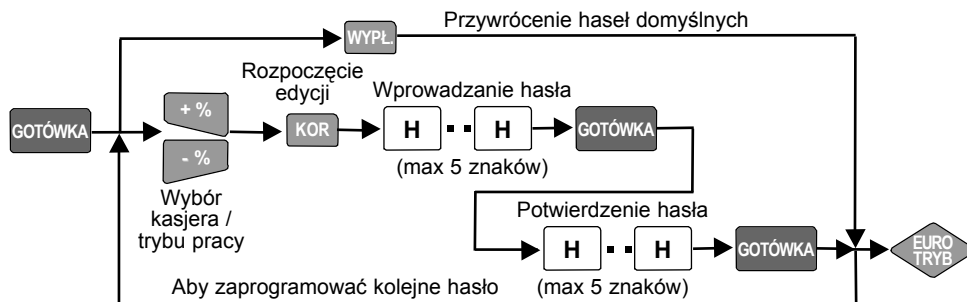 Przywrócenie haseł domyślnych
WYPŁ.
Rozpoczęcie
edycji
Wprowadzanie hasła
GOTÓWKA
+ %
- %
KOR
H ▪ ▪ H
GOTÓWKA
(max 5 znaków)
Wybór
kasjera /
trybu pracy
Potwierdzenie hasła
H ▪ ▪ H
GOTÓWKA
EURO
TRYB
(max 5 znaków)
Aby zaprogramować kolejne hasło